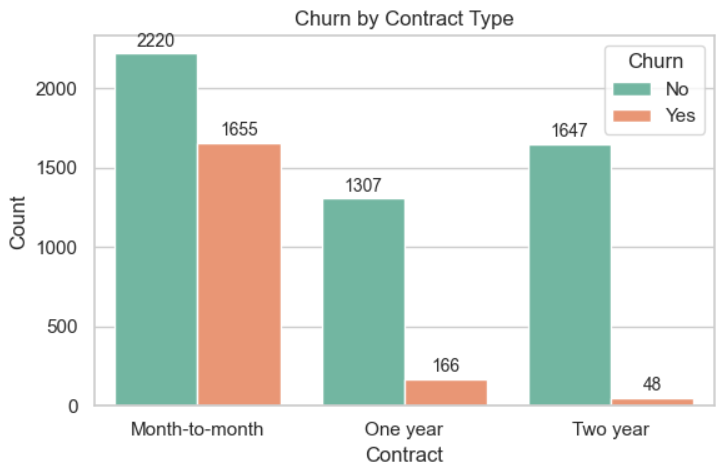 Churn by Contract Type
2220
1655
1307
166
1647
48
Churn
No
Yes
2000
1500
1000
500
0
Count
Month-to-month
One year
Two year
Contract